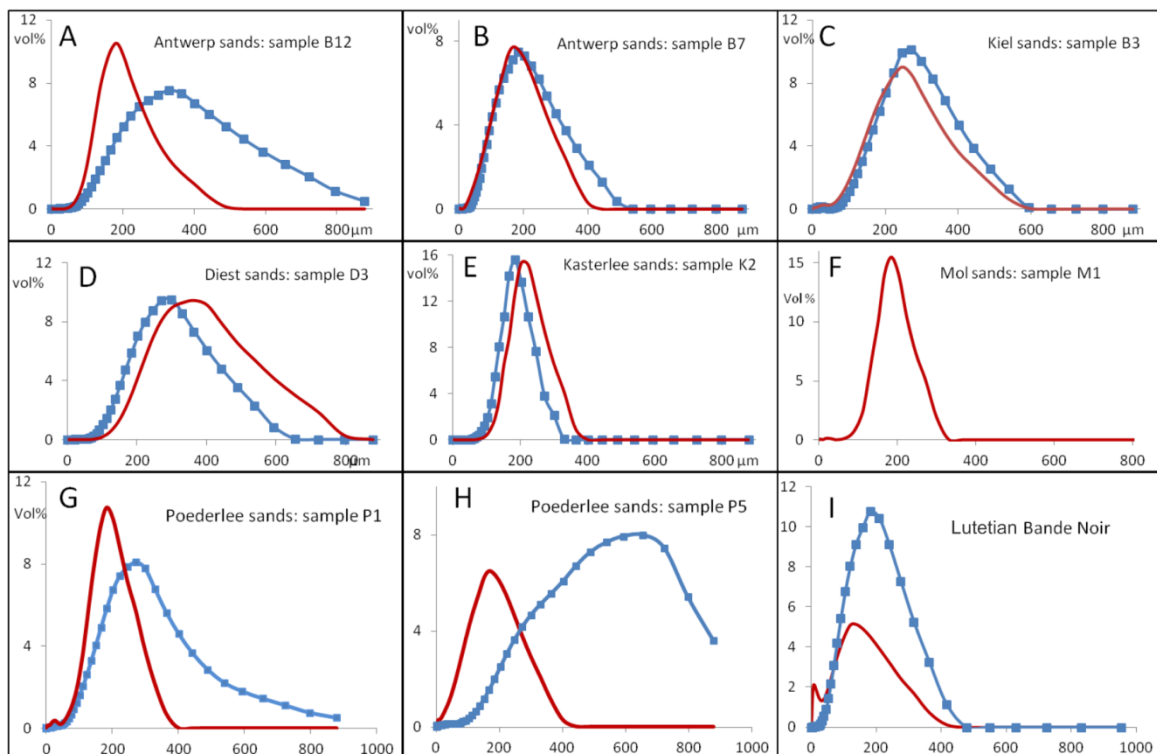 12
vol%
A
Antwerp sands: sample B12
8
4
0
0 200 400 600 800 µm
vol%
B
Antwerp sands: sample B7
8
4
0
0 200 400 600 800 µm
12
vol%
C
Kiel sands: sample B3
8
4
0
0 200 400 600 800 µm
12
vol%
D
Diest sands: sample D3
8
4
0
0 200 400 600 800 µm
16
vol%
E
Kasterlee sands: sample K2
12
8
4
0
0 200 400 600 800 µm
15
Vol %
F
Mol sands: sample M1
10
5
0
0 200 400 600 800
12
Vol%
G
Poederlee sands: sample P1
8
4
0
0 200 400 600 800 1000
H
Poederlee sands: sample P5
8
4
0
0 200 400 600 800 1000
12
I
Lutetian Bande Noir
10
8
6
4
2
0
0 200 400 600 800 1000